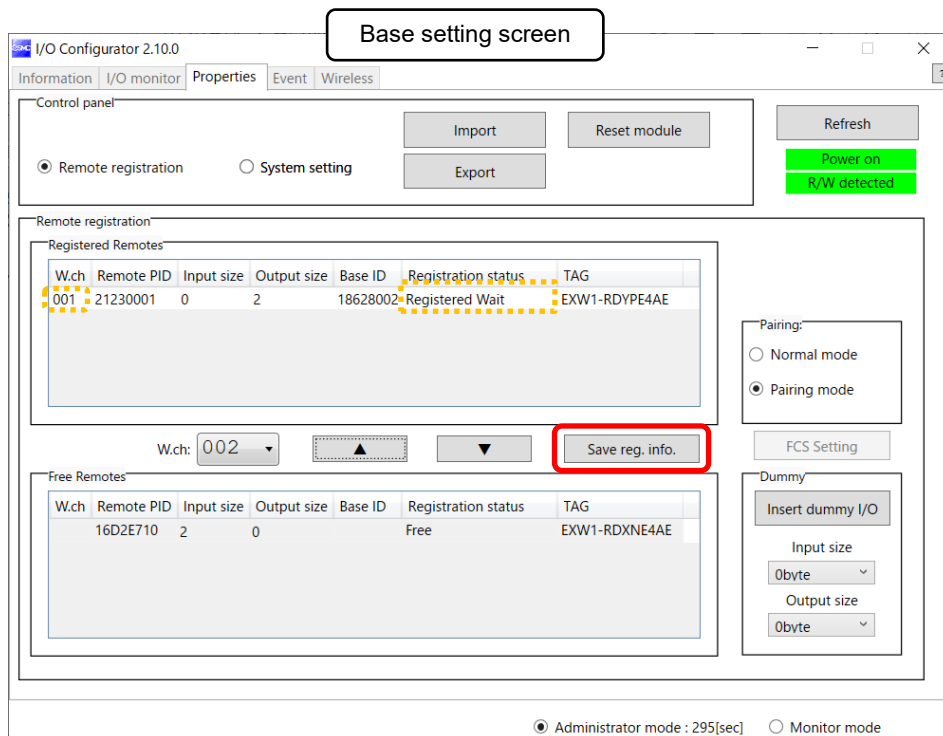 Base setting screen
SMC I/O Configurator 2.10.0
Information I/O monitor Properties Event Wireless ?
Control panel
Import Reset module Refresh
Remote registration System setting Export Power on
R/W detected
Remote registration
Registered Remotes
W.ch Remote PID Input size Output size Base ID Registration status TAG
001 21230001 0 2 18628002 Registered Wait EXW1-RDYPE4AE
Pairing:
Normal mode
Pairing mode
W.ch: 002 ▲ ▼ Save reg. info. FCS Setting
Free Remotes Dummy
W.ch Remote PID Input size Output size Base ID Registration status TAG
16D2E710 2 0 Free EXW1-RDXNE4AE
Insert dummy I/O
Input size
0byte
Output size
0byte
Administrator mode : 295[sec] Monitor mode